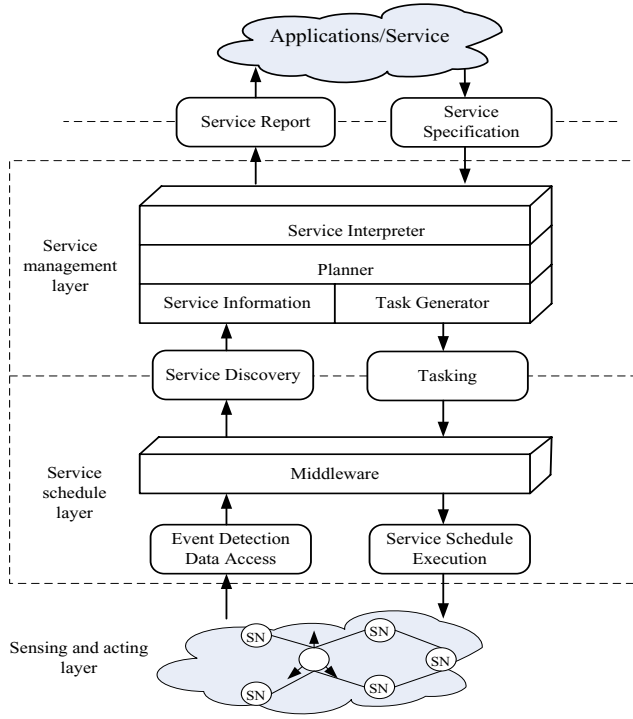 Applications/Service
Service Report
Service
Specification
Service
management
layer
Service Interpreter
Planner
Service Information
Task Generator
Service Discovery
Tasking
Service
schedule
layer
Middleware
Event Detection
Data Access
Service Schedule
Execution
Sensing and acting
layer
SN
SN
SN
SN
SN